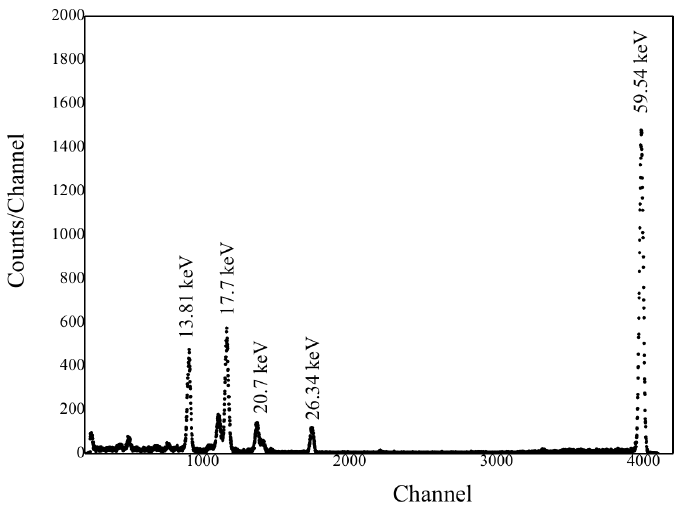 2000
1800
1600
1400
1200
1000
800
600
400
200
0
Counts/Channel
13.81 keV
17.7 keV
20.7 keV
26.34 keV
59.54 keV
1000
2000
3000
4000
Channel